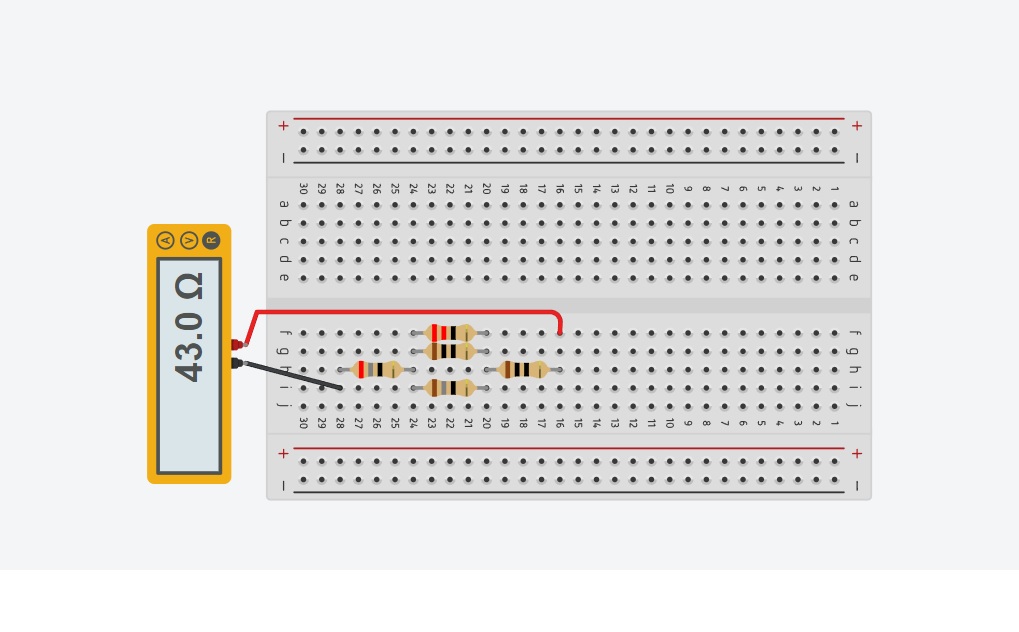 + +
– –
30 29 28 27 26 25 24 23 22 21 20 19 18 17 16 15 14 13 12 11 10 9 8 7 6 5 4 3 2 1
a a
b b
c c
d d
e e
A V R
43.0 Ω
f f
g g
h h
i i
j j
30 29 28 27 26 25 24 23 22 21 20 19 18 17 16 15 14 13 12 11 10 9 8 7 6 5 4 3 2 1
+ +
– –